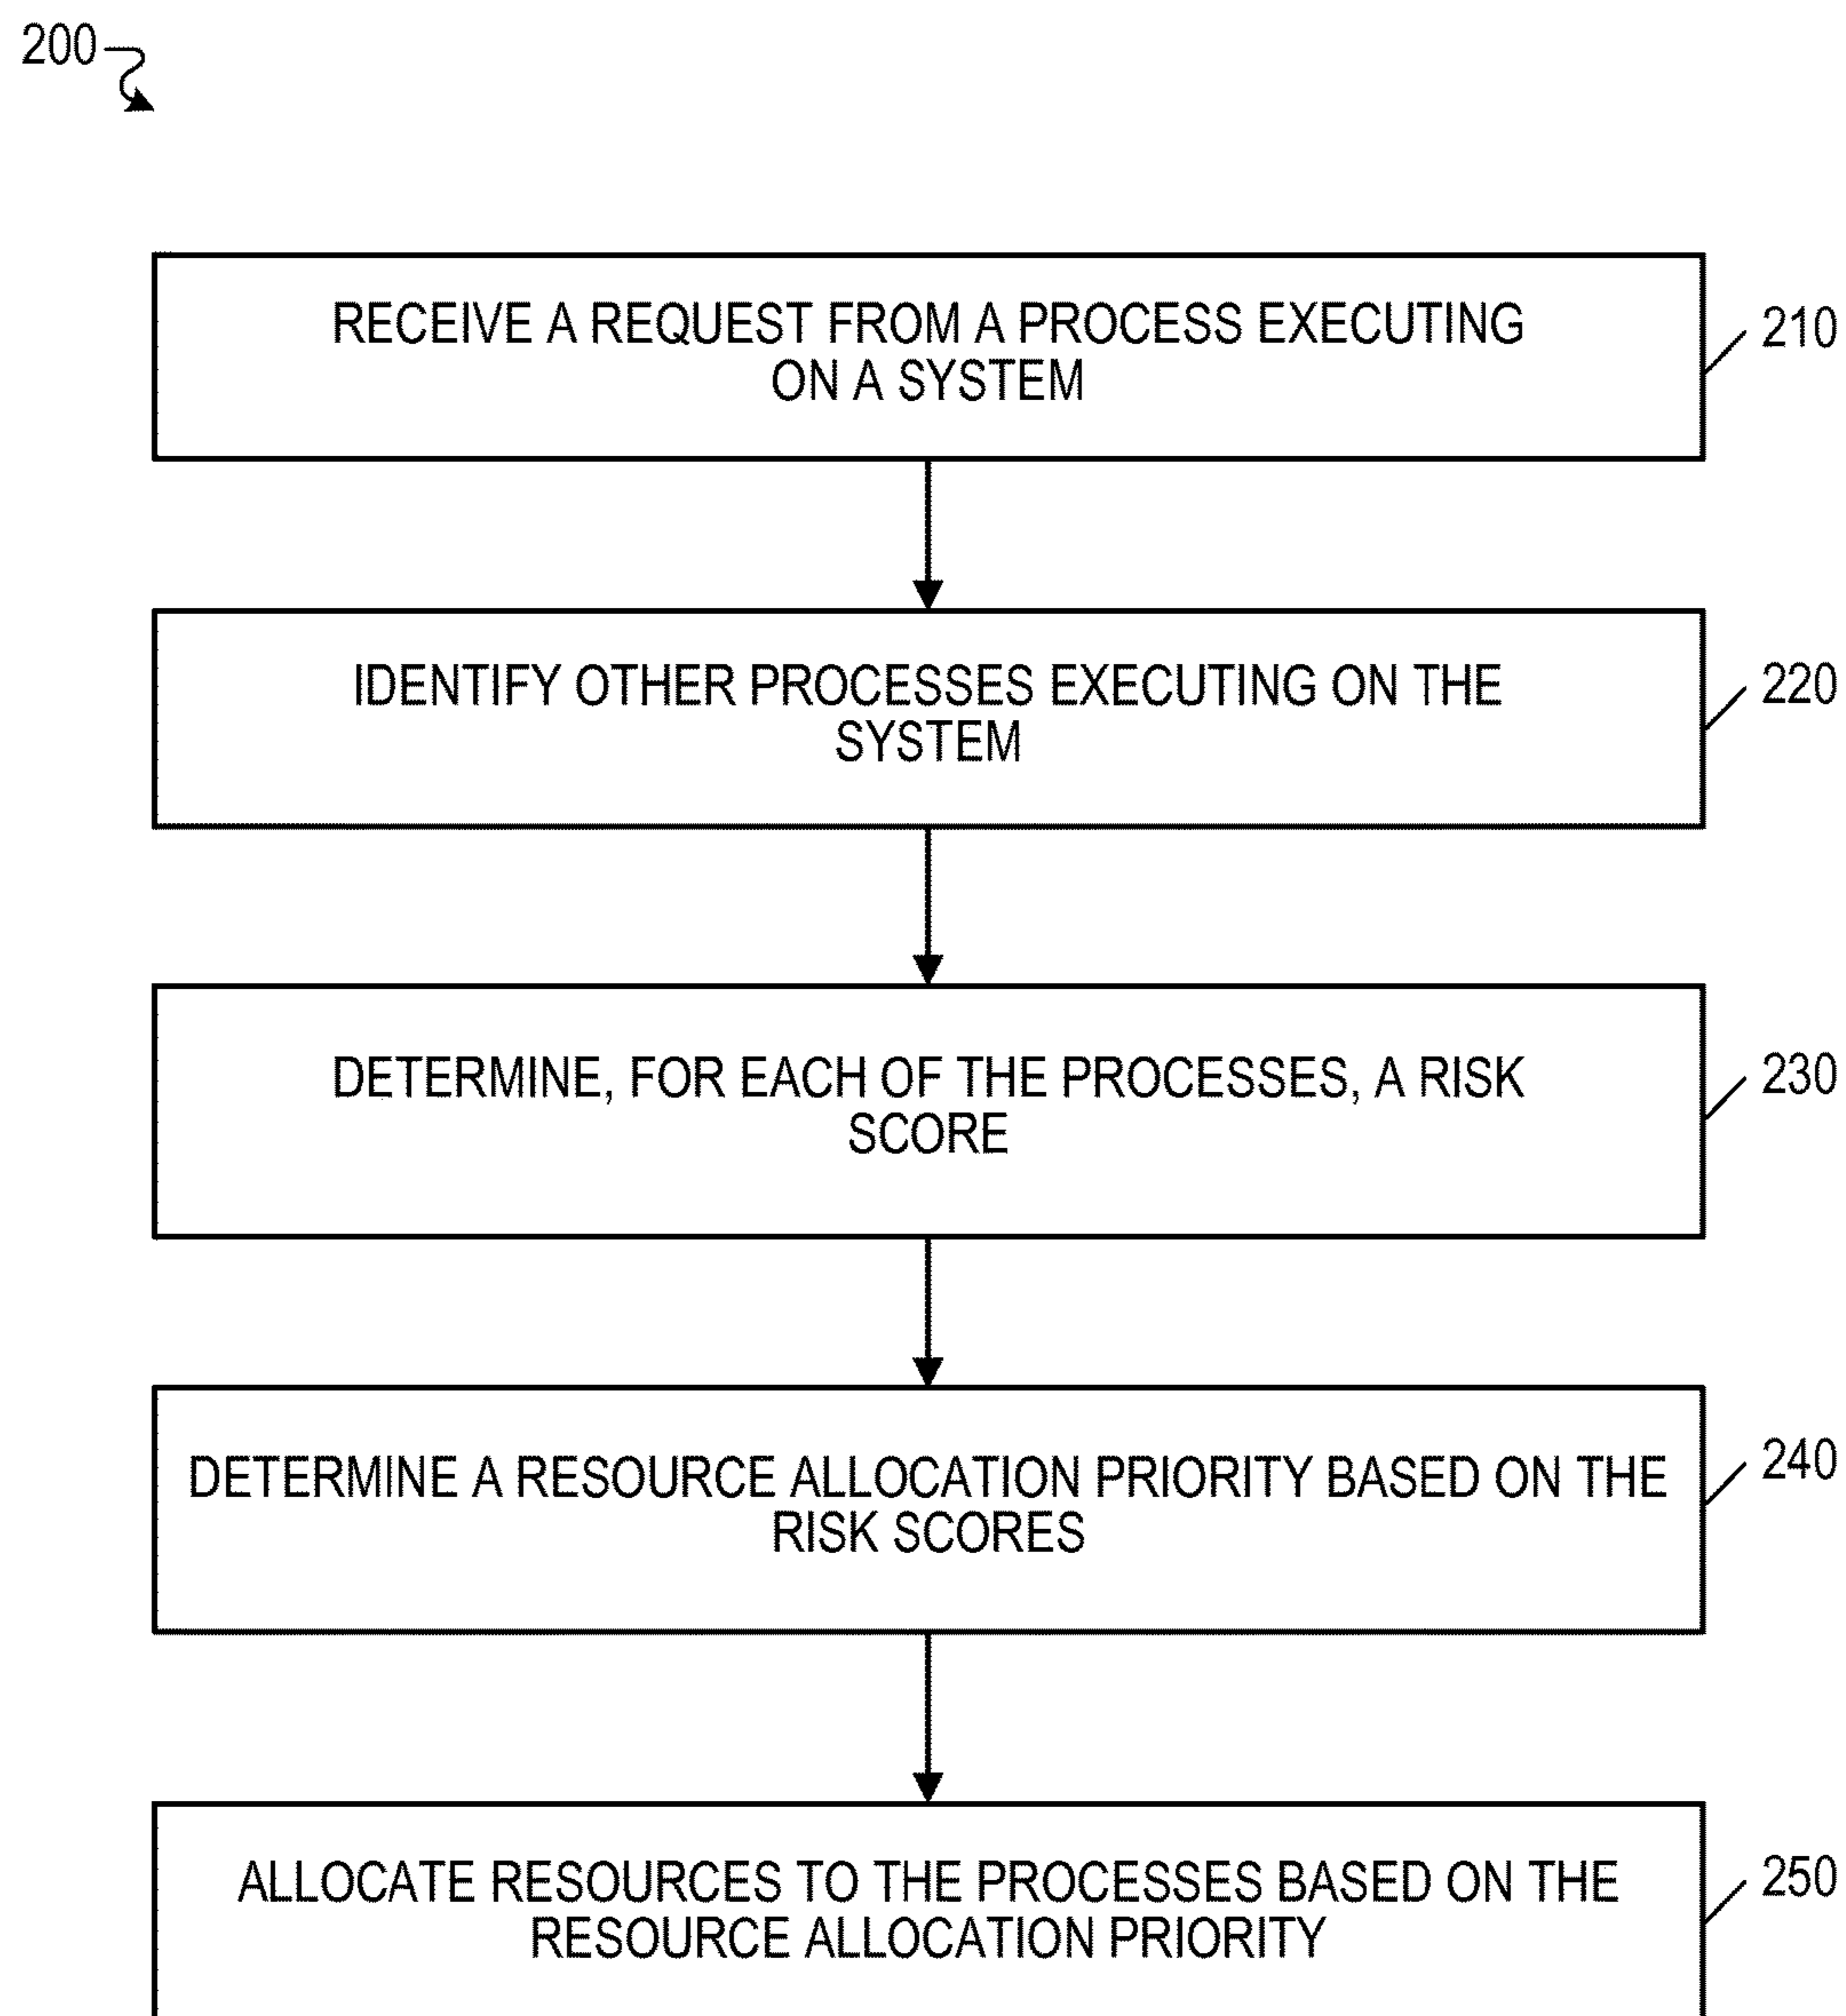 200
RECEIVE A REQUEST FROM A PROCESS EXECUTING
ON A SYSTEM
210
IDENTIFY OTHER PROCESSES EXECUTING ON THE
SYSTEM
220
DETERMINE, FOR EACH OF THE PROCESSES, A RISK
SCORE
230
DETERMINE A RESOURCE ALLOCATION PRIORITY BASED ON THE
RISK SCORES
240
ALLOCATE RESOURCES TO THE PROCESSES BASED ON THE
RESOURCE ALLOCATION PRIORITY
250